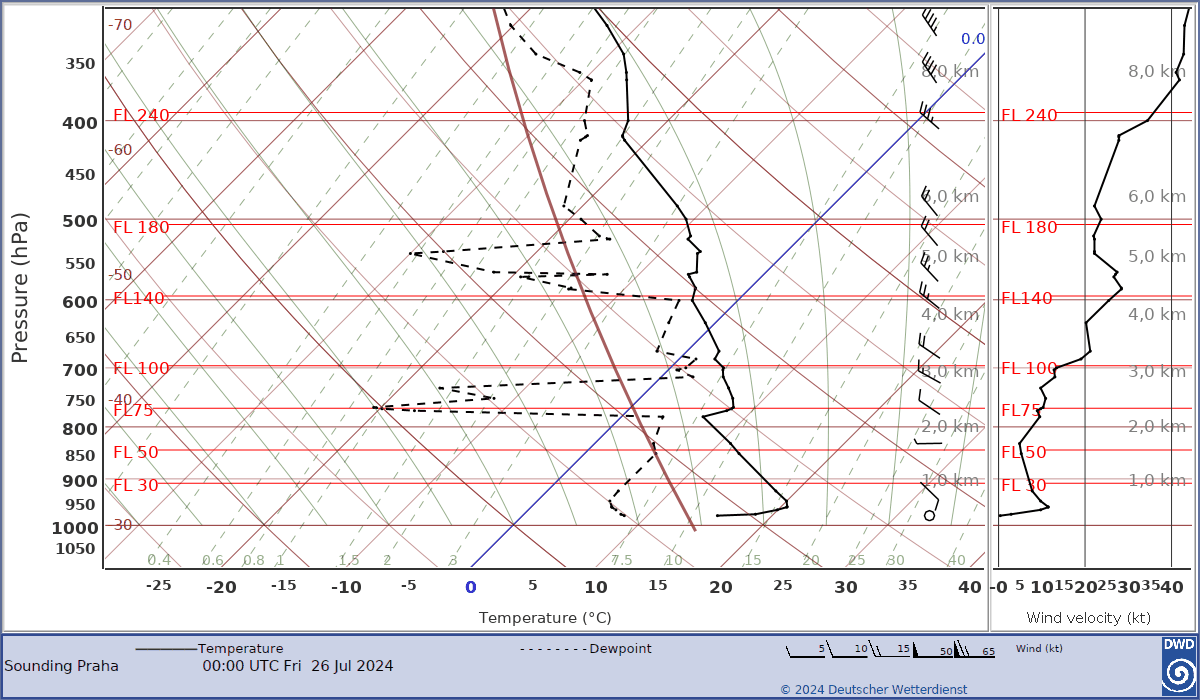 -70
0.0
350
8,0 km
8,0 km
FL 240
FL 240
400
-60
450
6,0 km
6,0 km
500
FL 180
FL 180
550
5,0 km
5,0 km
-50
600
FL140
FL140
4,0 km
4,0 km
650
700
FL 100
3,0 km
FL 100
3,0 km
750
-40
FL75
FL75
800
2,0 km
2,0 km
850
FL 50
FL 50
900
FL 30
1,0 km
FL 30
1,0 km
950
1000
-30
1050
0.4 0.6 0.8 1 1.5 2 3 7.5 10 15 20 25 30 40
Pressure (hPa)
-25 -20 -15 -10 -5 0 5 10 15 20 25 30 35 40
-0 5 10 15 20 25 30 35 40
Temperature (°C)
Wind velocity (kt)
Temperature
Dewpoint
5 10 15 50 65
Wind (kt)
DWD
Sounding Praha
00:00 UTC Fri 26 Jul 2024
© 2024 Deutscher Wetterdienst